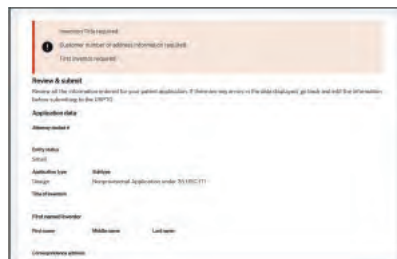 Invention Title required
Customer number or address information required
First inventor required
Review & submit
Review all the information entered for your patent application. If there are any errors in the data displayed, go back and edit the information
before submitting to the USPTO.
Application data
Attorney docket #
Entity status
Small
Application type Subtype
Design Nonprovisional Application under 35 USC 171
Title of invention
First named inventor
First name Middle name Last name
Correspondence address